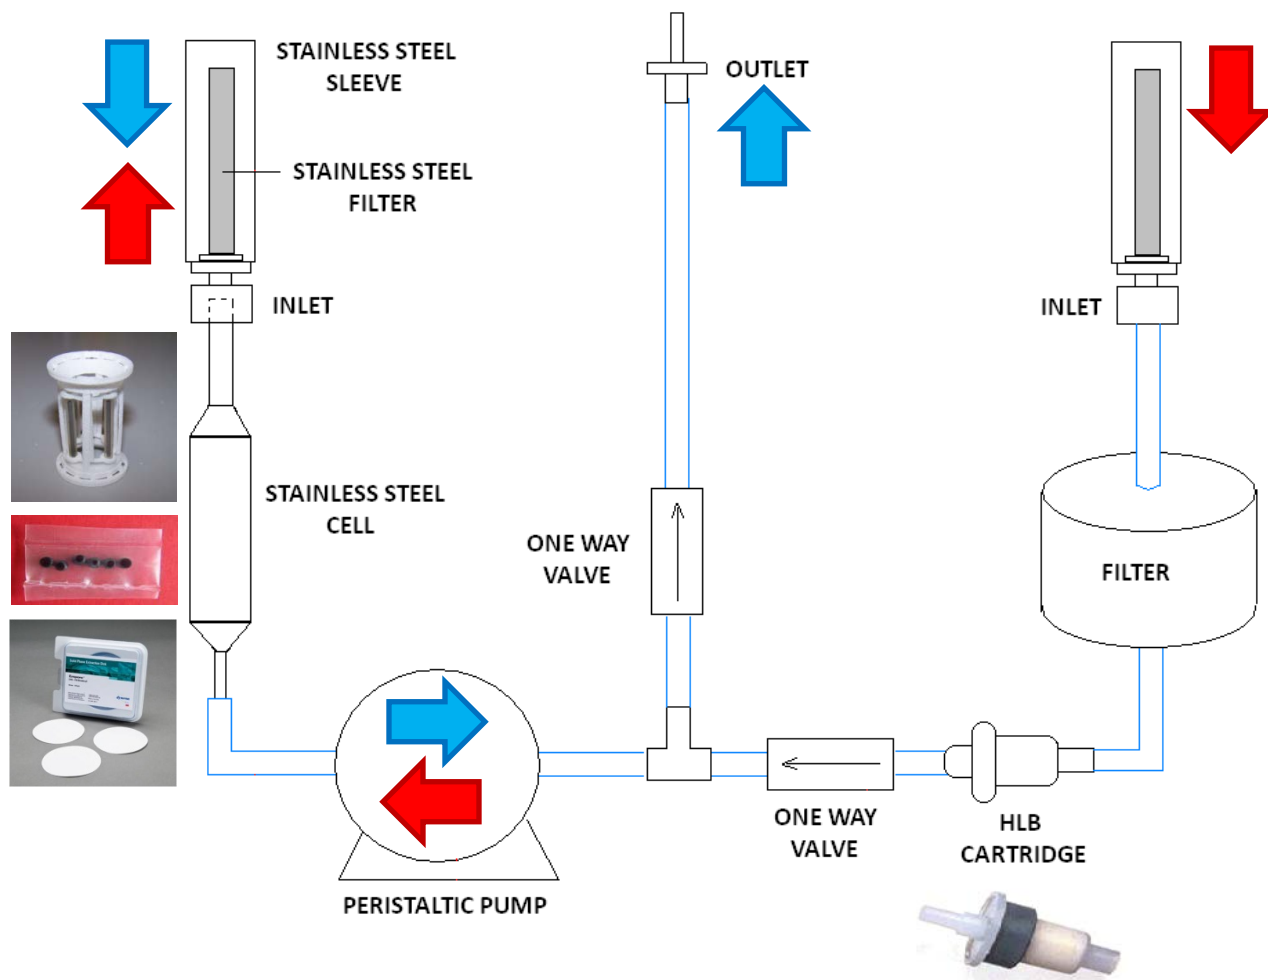 STAINLESS STEEL
SLEEVE
OUTLET
STAINLESS STEEL
FILTER
INLET
INLET
STAINLESS STEEL
CELL
ONE WAY
VALVE
FILTER
ONE WAY
VALVE
HLB
CARTRIDGE
PERISTALTIC PUMP